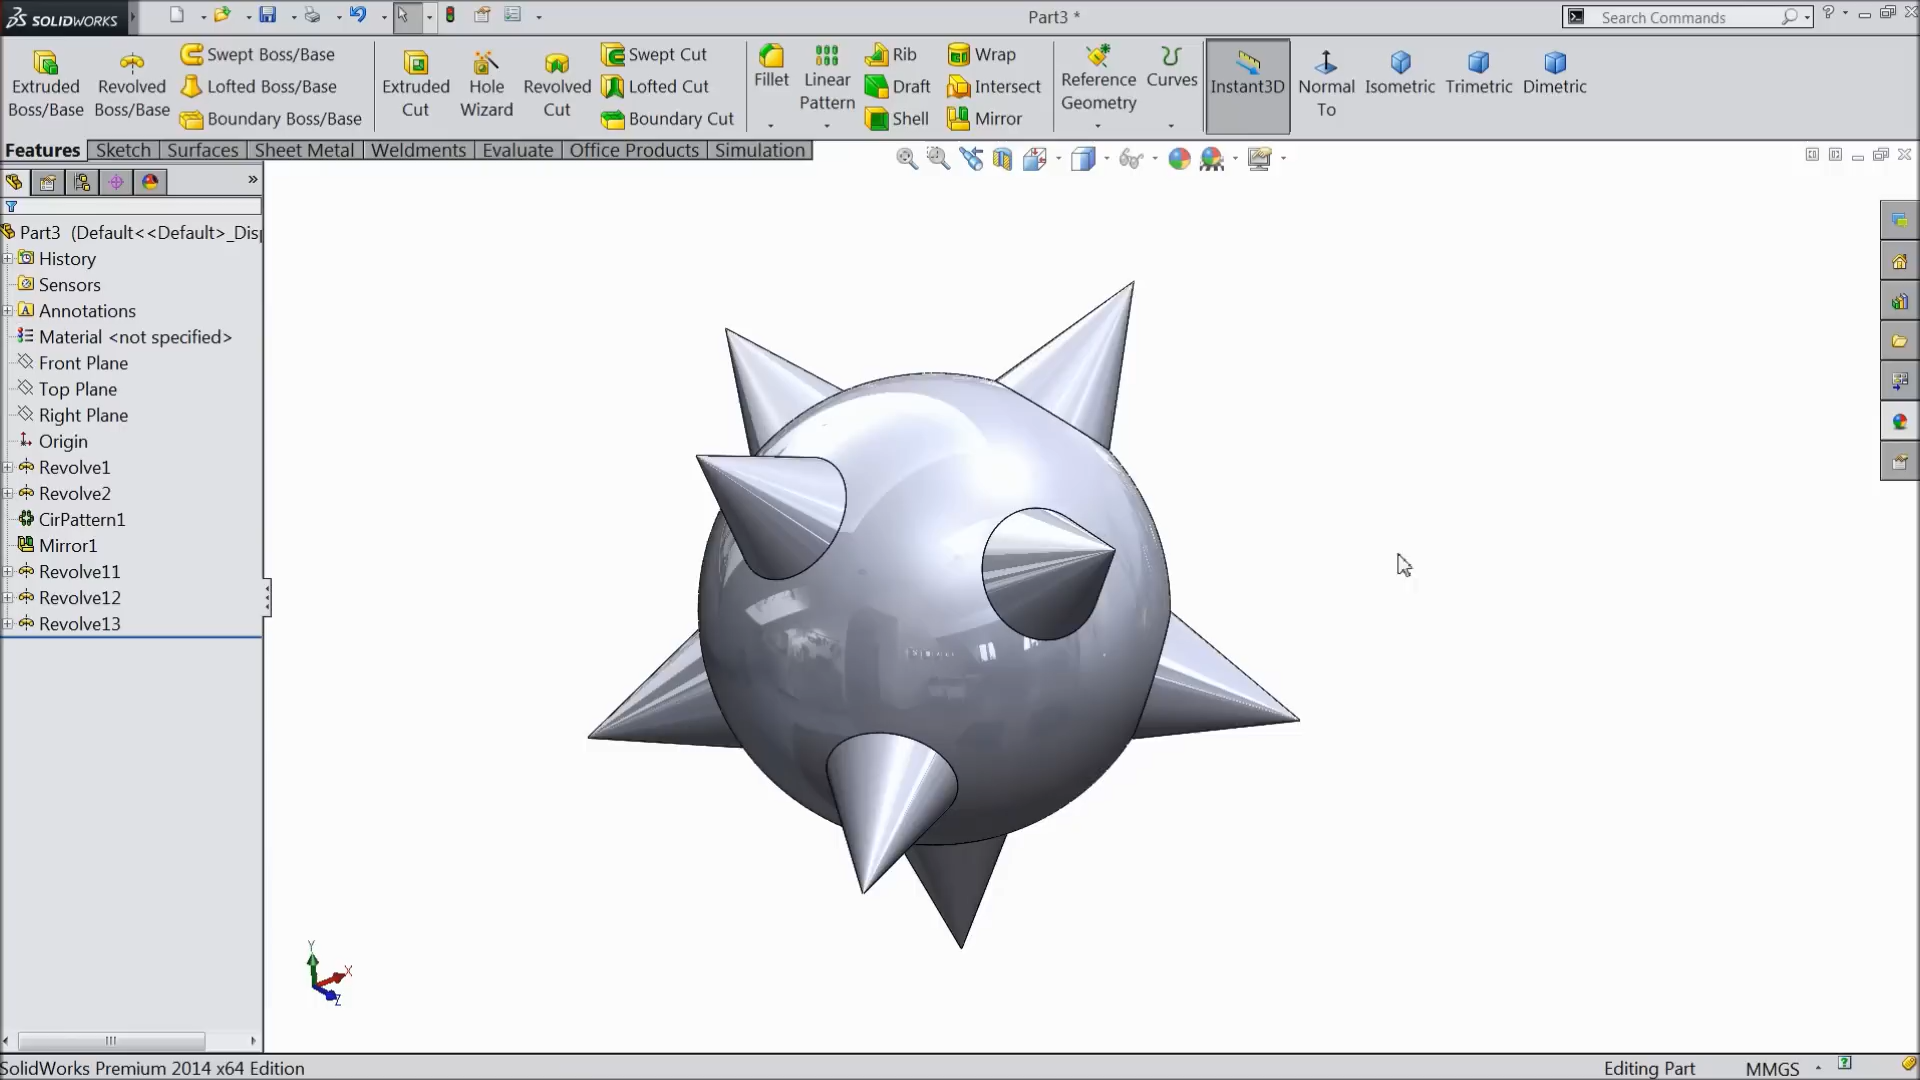 SOLIDWORKS
Part3 *
Search Commands
Extruded Boss/Base
Revolved Boss/Base
Swept Boss/Base
Lofted Boss/Base
Boundary Boss/Base
Extruded Cut
Hole Wizard
Revolved Cut
Swept Cut
Lofted Cut
Boundary Cut
Fillet
Linear Pattern
Rib
Draft
Shell
Wrap
Intersect
Mirror
Reference Geometry
Curves
Instant3D
Normal To
Isometric
Trimetric
Dimetric
Features
Sketch
Surfaces
Sheet Metal
Weldments
Evaluate
Office Products
Simulation
Part3 (Default<<Default>_Disp
History
Sensors
Annotations
Material <not specified>
Front Plane
Top Plane
Right Plane
Origin
Revolve1
Revolve2
CirPattern1
Mirror1
Revolve11
Revolve12
Revolve13
Y
X
Z
SolidWorks Premium 2014 x64 Edition
Editing Part
MMGS